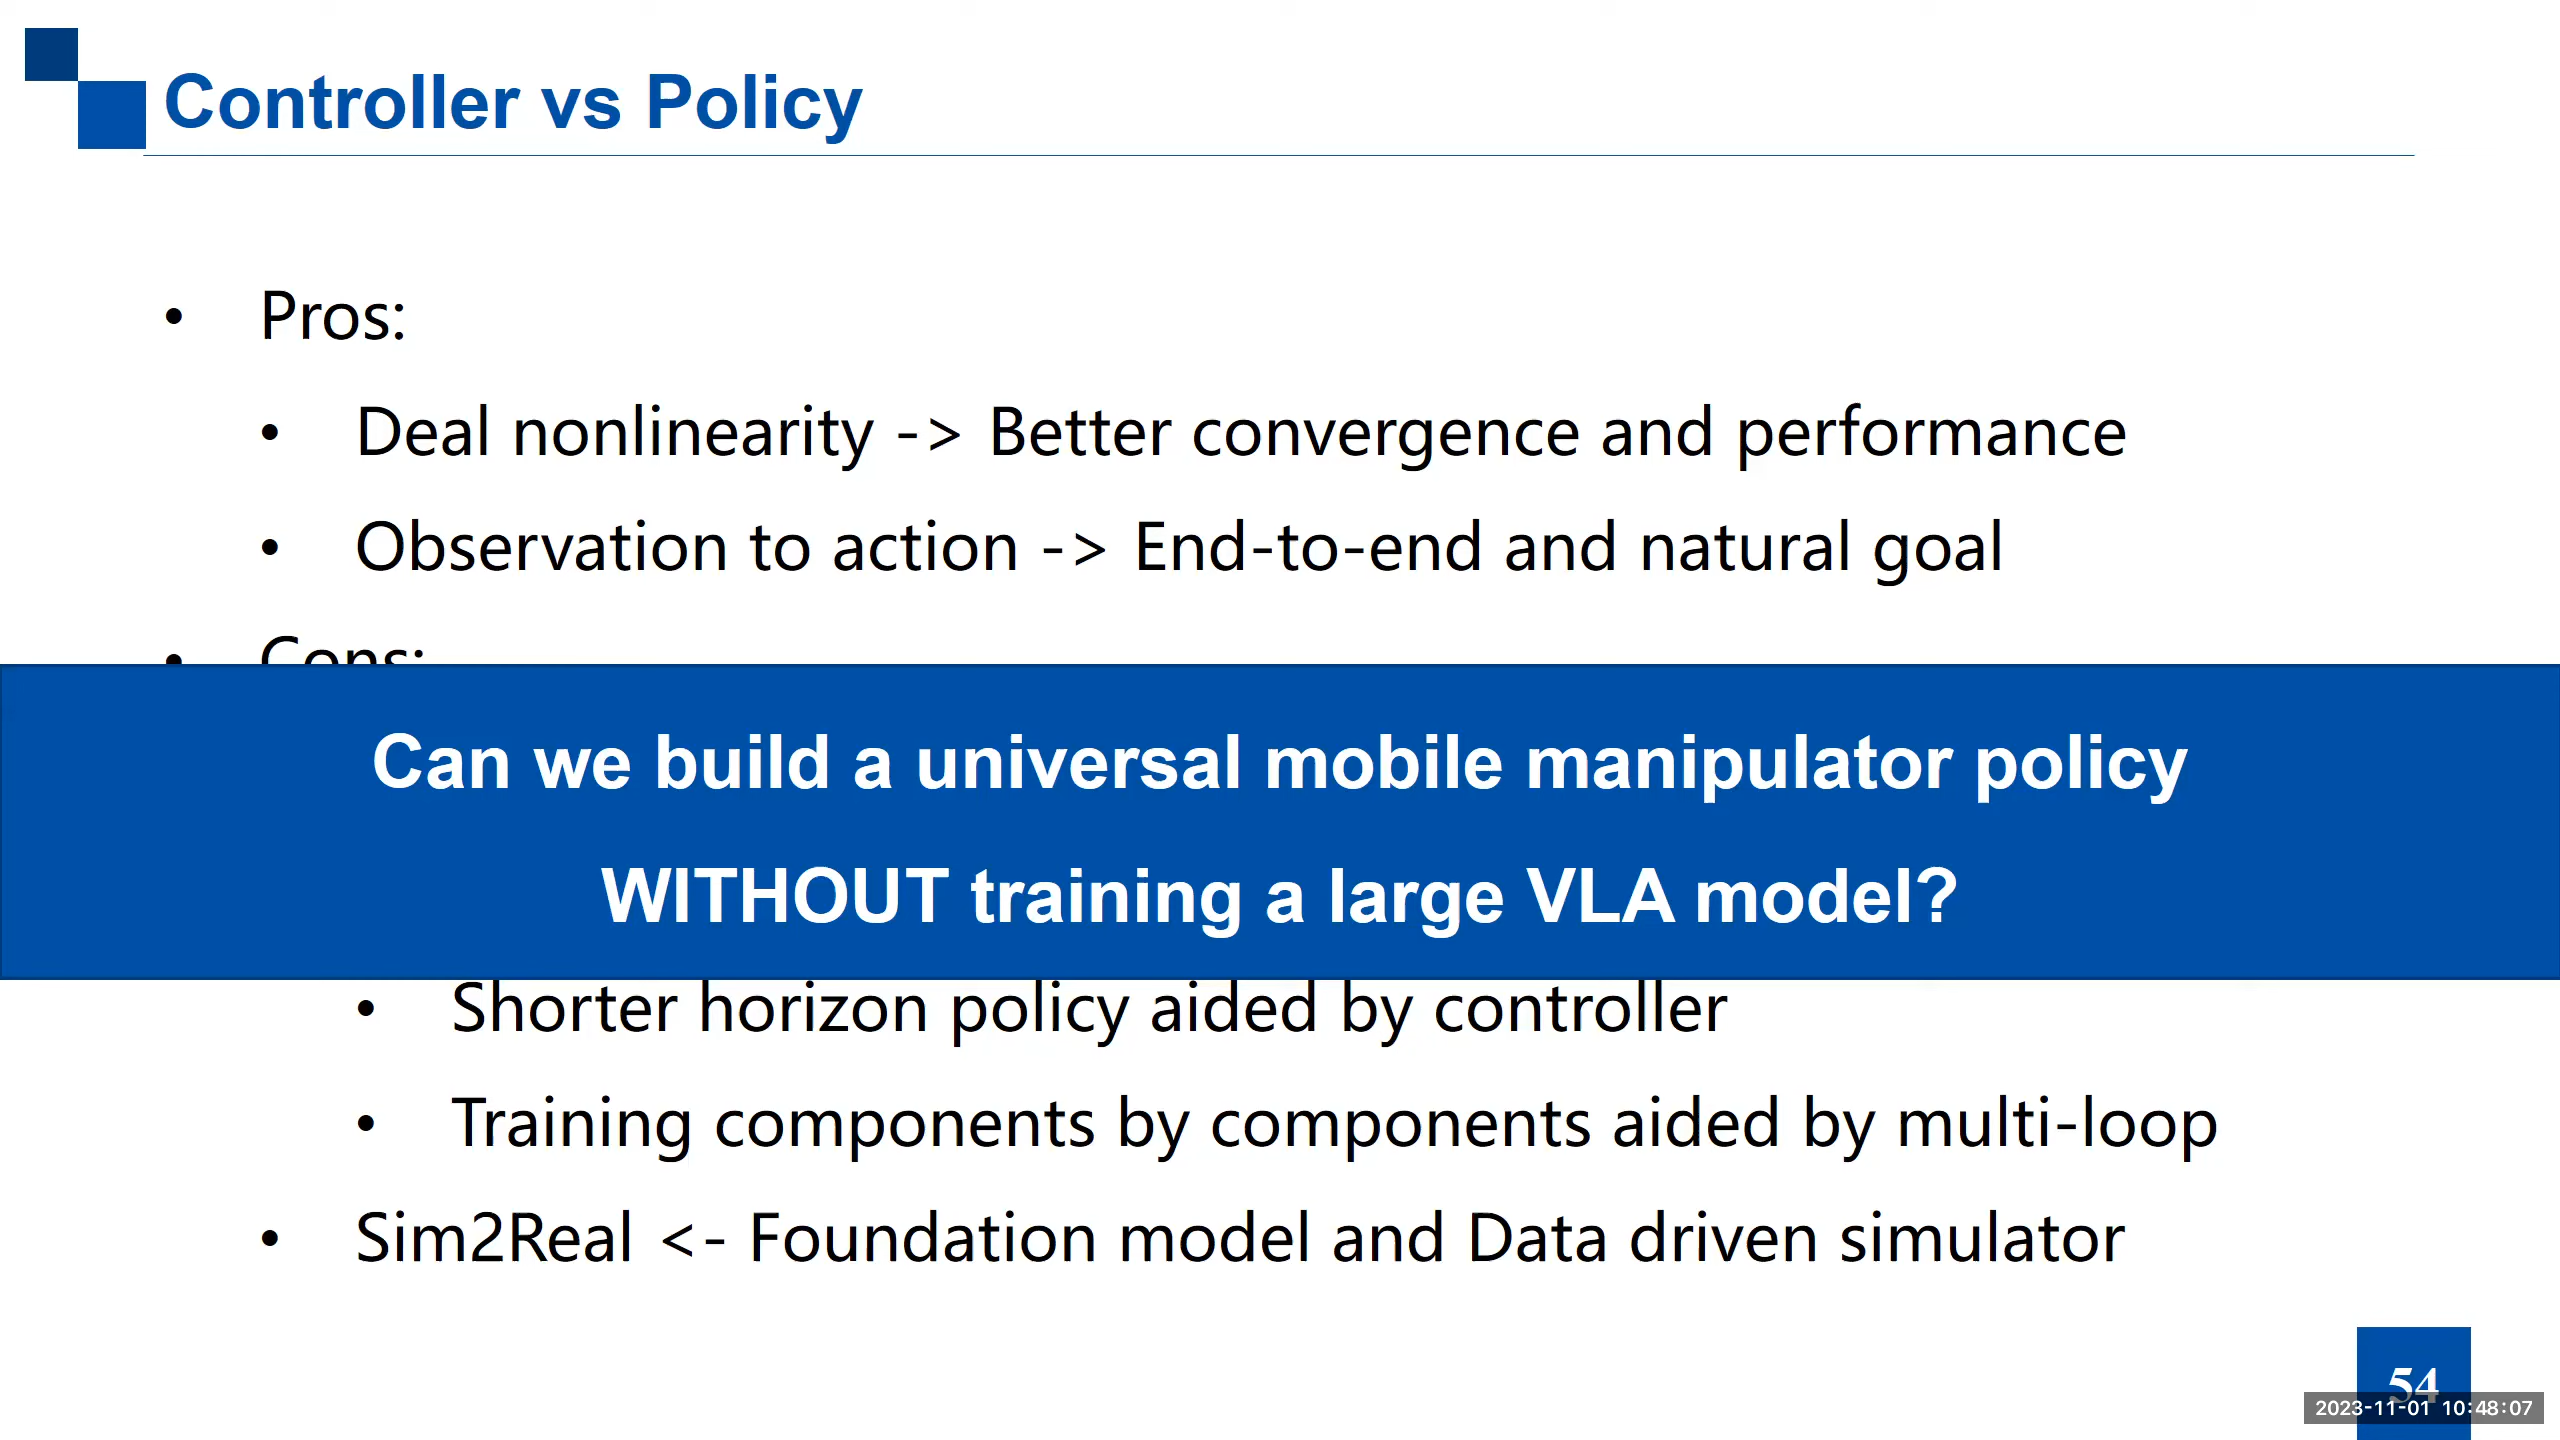 Controller vs Policy
• Pros:
• Deal nonlinearity -> Better convergence and performance
• Observation to action -> End-to-end and natural goal
• Cons:
Can we build a universal mobile manipulator policy
WITHOUT training a large VLA model?
• Shorter horizon policy aided by controller
• Training components by components aided by multi-loop
• Sim2Real <- Foundation model and Data driven simulator
54
2023-11-01 10:48:07